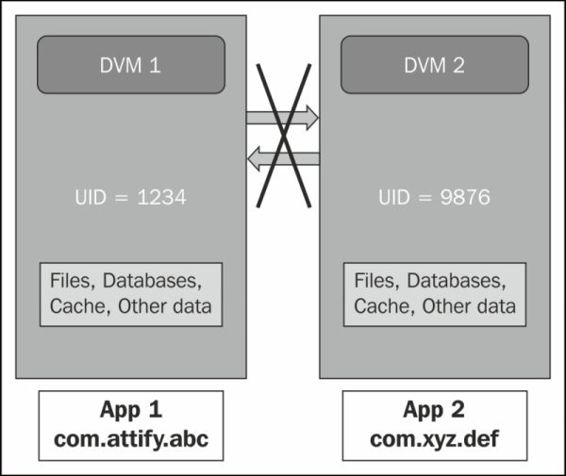 DVM 1
UID = 1234
Files, Databases,
Cache, Other data
App 1
com.attify.abc
DVM 2
UID = 9876
Files, Databases,
Cache, Other data
App 2
com.xyz.def